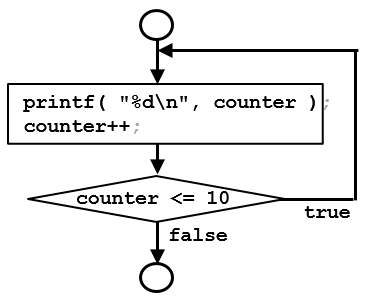 printf( "%d\n", counter );
counter++;
counter <= 10
true
false